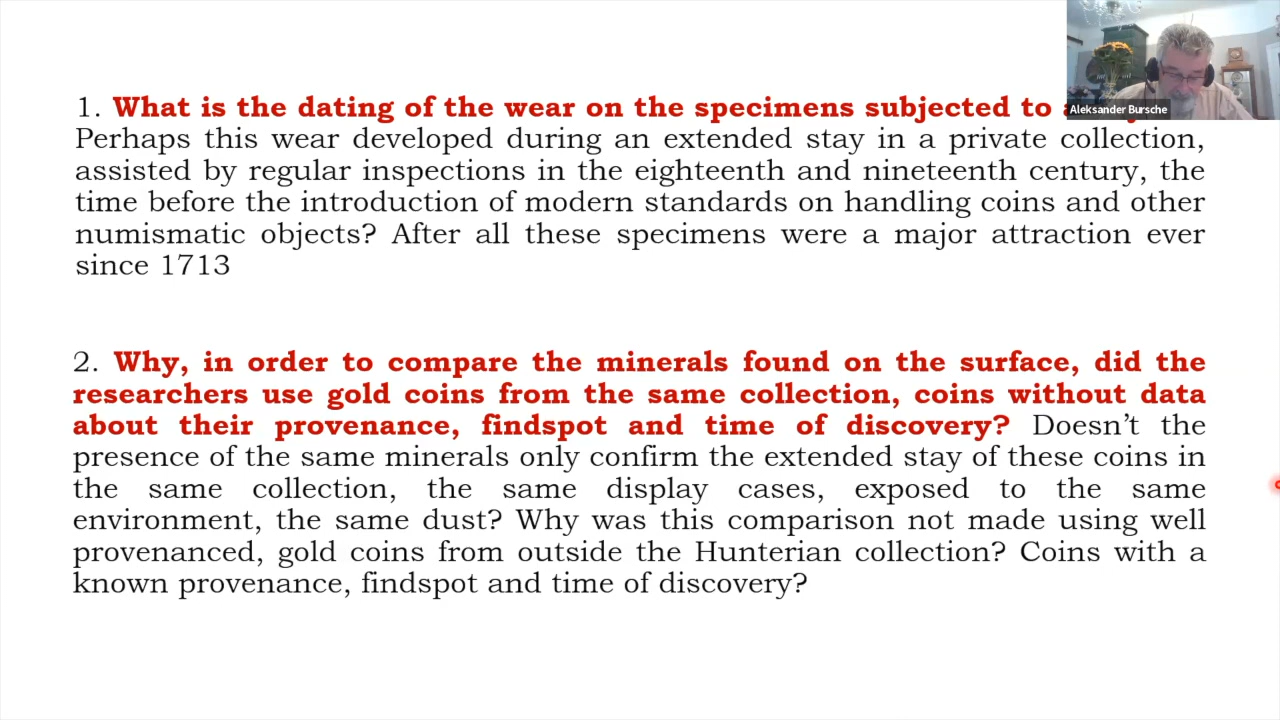 1. What is the dating of the wear on the specimens subjected to
Aleksander Bursche
Perhaps this wear developed during an extended stay in a private collection,
assisted by regular inspections in the eighteenth and nineteenth century, the
time before the introduction of modern standards on handling coins and other
numismatic objects? After all these specimens were a major attraction ever
since 1713
2. Why, in order to compare the minerals found on the surface, did the
researchers use gold coins from the same collection, coins without data
about their provenance, findspot and time of discovery? Doesn’t the
presence of the same minerals only confirm the extended stay of these coins in
the same collection, the same display cases, exposed to the same
environment, the same dust? Why was this comparison not made using well
provenanced, gold coins from outside the Hunterian collection? Coins with a
known provenance, findspot and time of discovery?